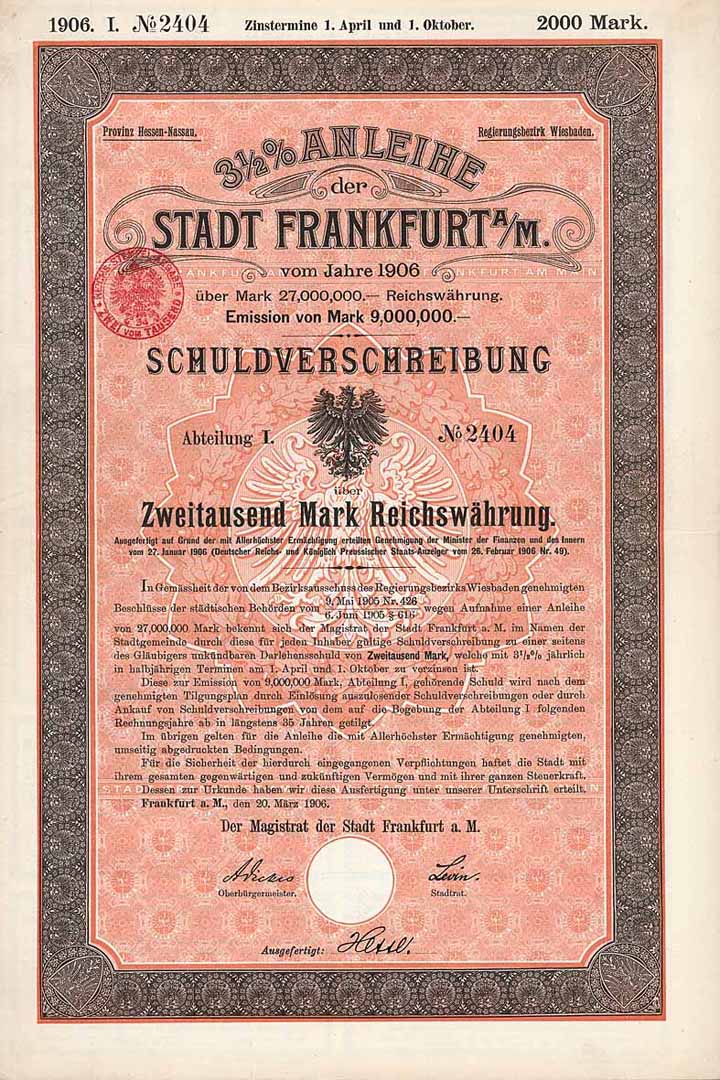 1906. I. № 2404 Zinstermine 1. April und 1. Oktober. 2000 Mark.
Provinz Hessen-Nassau. Regierungsbezirk Wiesbaden.
3½% ANLEIHE
der
STADT FRANKFURT A/M.
vom Jahre 1906
über Mark 27,000,000.— Reichswährung.
Emission von Mark 9,000,000.—
ZWEI VOM TAUSEND
SCHULDVERSCHREIBUNG
Abteilung I. № 2404
über
Zweitausend Mark Reichswährung.
Ausgefertigt auf Grund der mit Allerhöchster Ermächtigung erteilten Genehmigung der Minister der Finanzen und des Innern
vom 27. Januar 1906 (Deutscher Reichs- und Königlich Preussischer Staats-Anzeiger vom 26. Februar 1906 Nr. 49).
In Gemässheit der von dem Bezirksausschuss des Regierungsbezirks Wiesbaden genehmigten
Beschlüsse der städtischen Behörden vom 9. Mai 1905 Nr. 426 / 6. Juni 1905 § 616 wegen Aufnahme einer Anleihe
von 27,000,000 Mark bekennt sich der Magistrat der Stadt Frankfurt a. M. im Namen der
Stadtgemeinde durch diese für jeden Inhaber gültige Schuldverschreibung zu einer seitens
des Gläubigers unkündbaren Darlehensschuld von Zweitausend Mark, welche mit 3½% jährlich
in halbjährigen Terminen am 1. April und 1. Oktober zu verzinsen ist.
Diese zur Emission von 9,000,000 Mark, Abteilung I, gehörende Schuld wird nach dem
genehmigten Tilgungsplan durch Einlösung auszulosender Schuldverschreibungen oder durch
Ankauf von Schuldverschreibungen von dem auf die Begebung der Abteilung I folgenden
Rechnungsjahre ab in längstens 35 Jahren getilgt.
Im übrigen gelten für die Anleihe die mit Allerhöchster Ermächtigung genehmigten,
umseitig abgedruckten Bedingungen.
Für die Sicherheit der hierdurch eingegangenen Verpflichtungen haftet die Stadt mit
ihrem gesamten gegenwärtigen und zukünftigen Vermögen und mit ihrer ganzen Steuerkraft.
Dessen zur Urkunde haben wir diese Ausfertigung unter unserer Unterschrift erteilt.
Frankfurt a. M., den 20. März 1906.
Der Magistrat der Stadt Frankfurt a. M.
Adickes Levin.
Oberbürgermeister. Stadtrat.
Ausgefertigt: